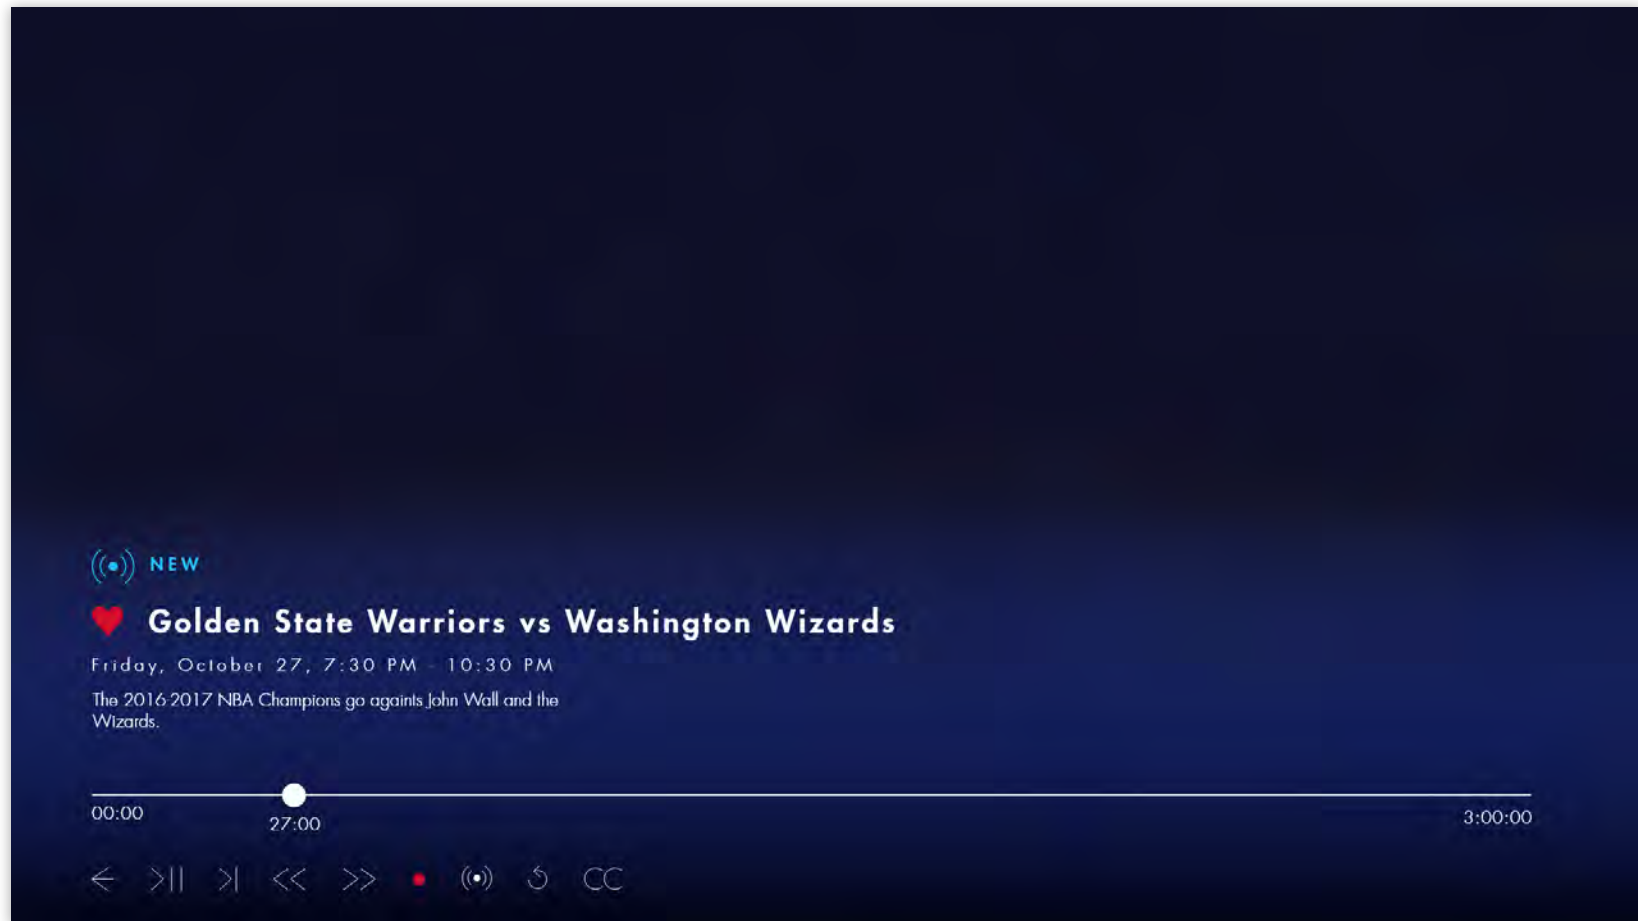 NEW
Golden State Warriors vs Washington Wizards
Friday, October 27, 7:30 PM - 10:30 PM
The 2016-2017 NBA Champions go againts John Wall and the
Wizards.
00:00
27:00
3:00:00
CC